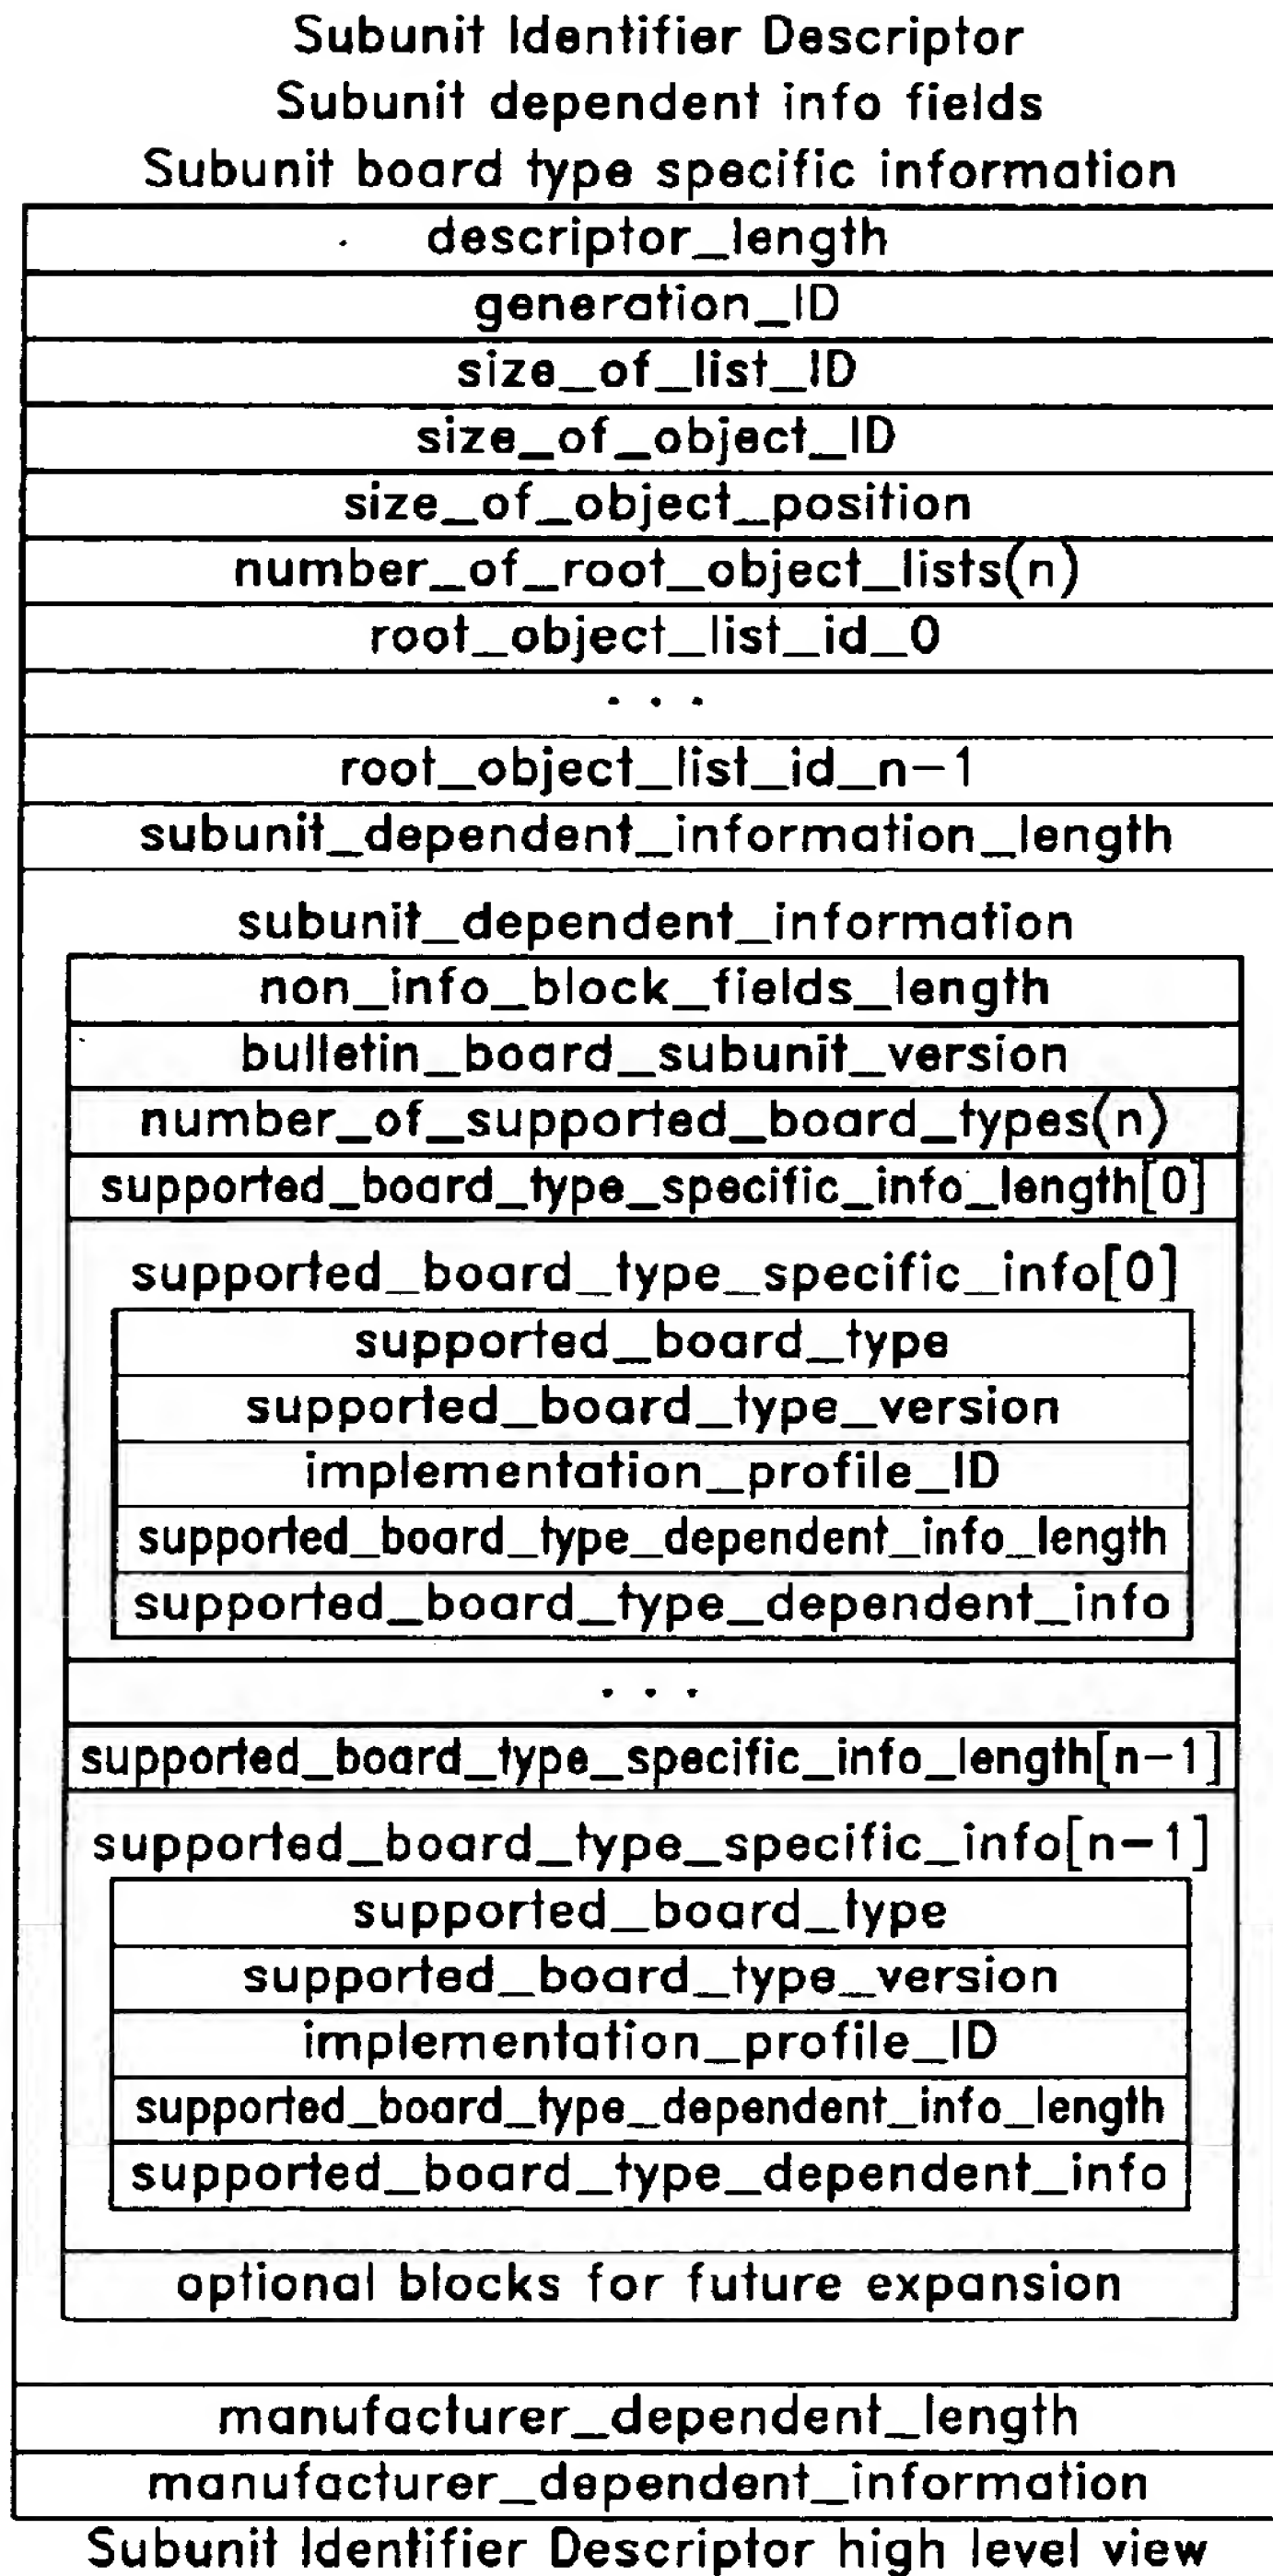 Subunit Identifier Descriptor
Subunit dependent info fields
Subunit board type specific information
descriptor_length
generation_ID
size_of_list_ID
size_of_object_ID
size_of_object_position
number_of_root_object_lists(n)
root_object_list_id_0
. . .
root_object_list_id_n-1
subunit_dependent_information_length
subunit_dependent_information
non_info_block_fields_length
bulletin_board_subunit_version
number_of_supported_board_types(n)
supported_board_type_specific_info_length[0]
supported_board_type_specific_info[0]
supported_board_type
supported_board_type_version
implementation_profile_ID
supported_board_type_dependent_info_length
supported_board_type_dependent_info
. . .
supported_board_type_specific_info_length[n-1]
supported_board_type_specific_info[n-1]
supported_board_type
supported_board_type_version
implementation_profile_ID
supported_board_type_dependent_info_length
supported_board_type_dependent_info
optional blocks for future expansion
manufacturer_dependent_length
manufacturer_dependent_information
Subunit Identifier Descriptor high level view